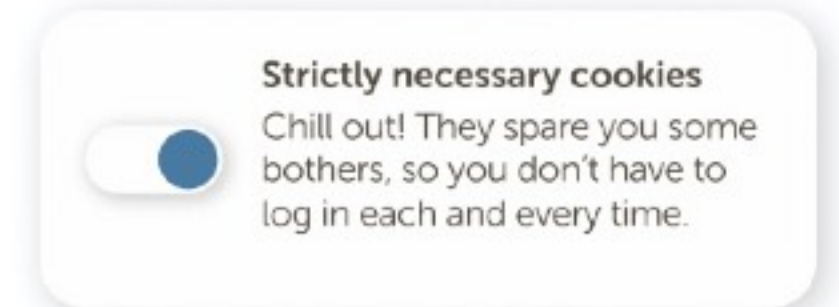 Strictly necessary cookies
Chill out! They spare you some
bothers, so you don't have to
log in each and every time.